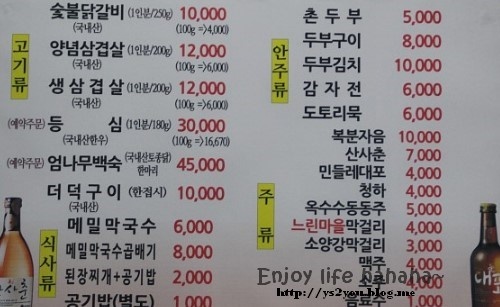 고기류
숯불닭갈비 (1인분/250g) 10,000
(국내산) (100g ⇒4,000)
양념삼겹살 (1인분/200g) 12,000
(국내산) (100g ⇒6,000)
생삼겹살 (1인분/200g) 12,000
(국내산) (100g ⇒6,000)
(예약주문) 등심 (1인분/180g) 30,000
(국내산한우) (100g ⇒16,670)
(예약주문) 엄나무백숙 (국내산토종닭) 한마리 45,000
더덕구이 (한접시) 10,000
(국내산)
식사류
메밀막국수 6,000
메밀막국수곱배기 8,000
된장찌개+공기밥 2,000
공기밥(별도) 1,000
안주류
촌두부 5,000
두부구이 8,000
두부김치 10,000
감자전 6,000
도토리묵 6,000
주류
복분자음 10,000
산사춘 7,000
민들레대포 4,000
청하 4,000
옥수수동동주 5,000
느린마을막걸리 4,000
소양강막걸리 3,000
맥주
Enjoy life hahaha~
http://ys2you.blog.me